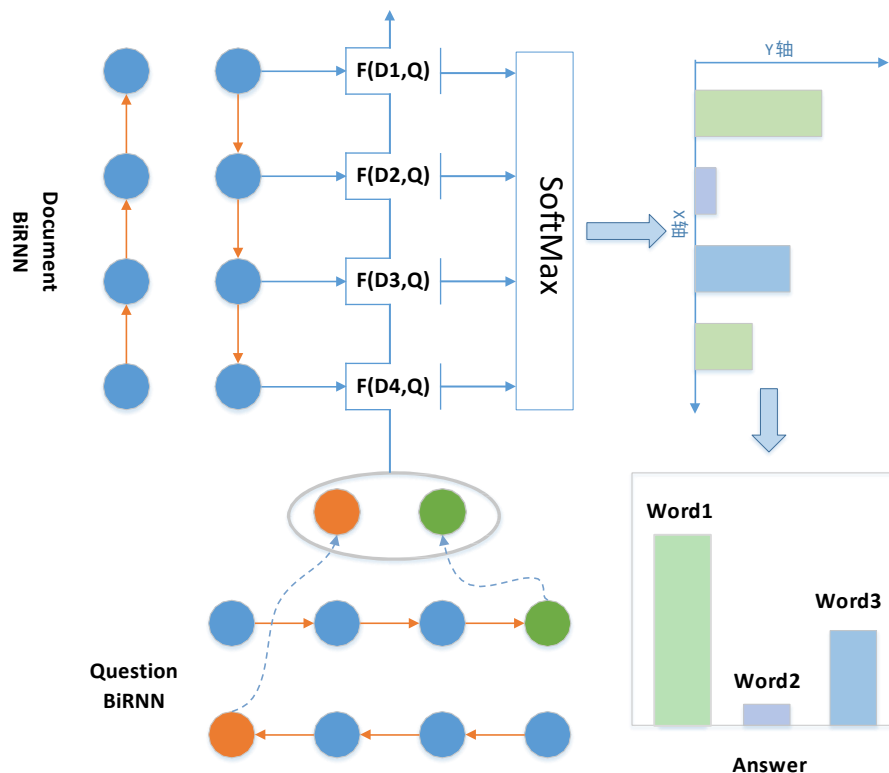 Document
BiRNN
F(D1,Q)
F(D2,Q)
F(D3,Q)
F(D4,Q)
SoftMax
Y轴
X轴
Question
BiRNN
Word1
Word2
Word3
Answer